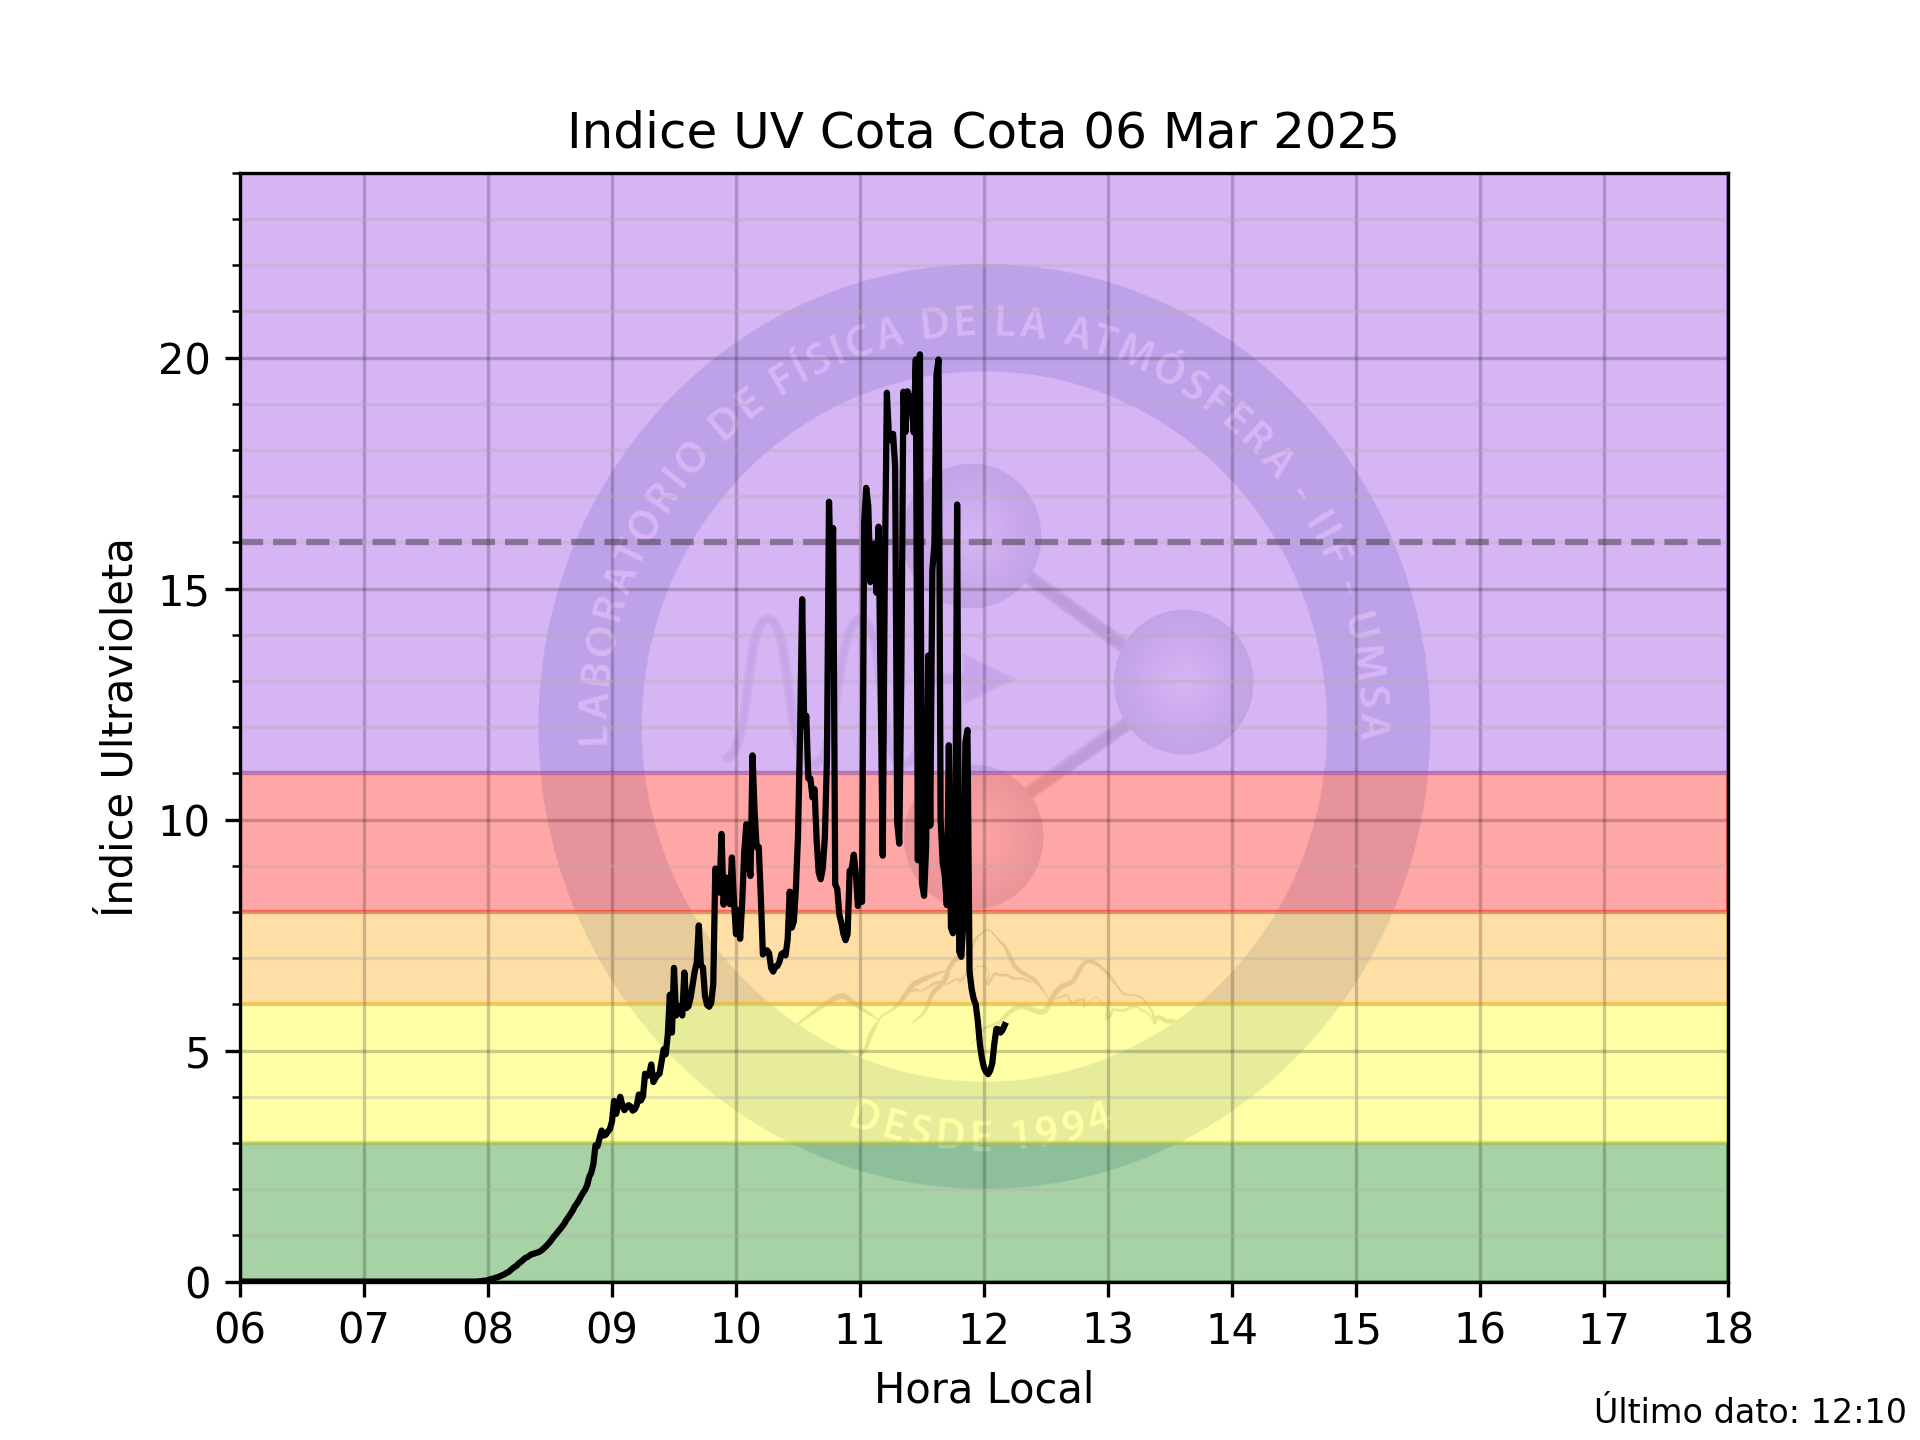 Indice UV Cota Cota 06 Mar 2025
Índice Ultravioleta
20
15
10
5
0
06 07 08 09 10 11 12 13 14 15 16 17 18
Hora Local
Último dato: 12:10
LABORATORIO DE FÍSICA DE LA ATMÓSFERA - IIF - UMSA
DESDE 1994